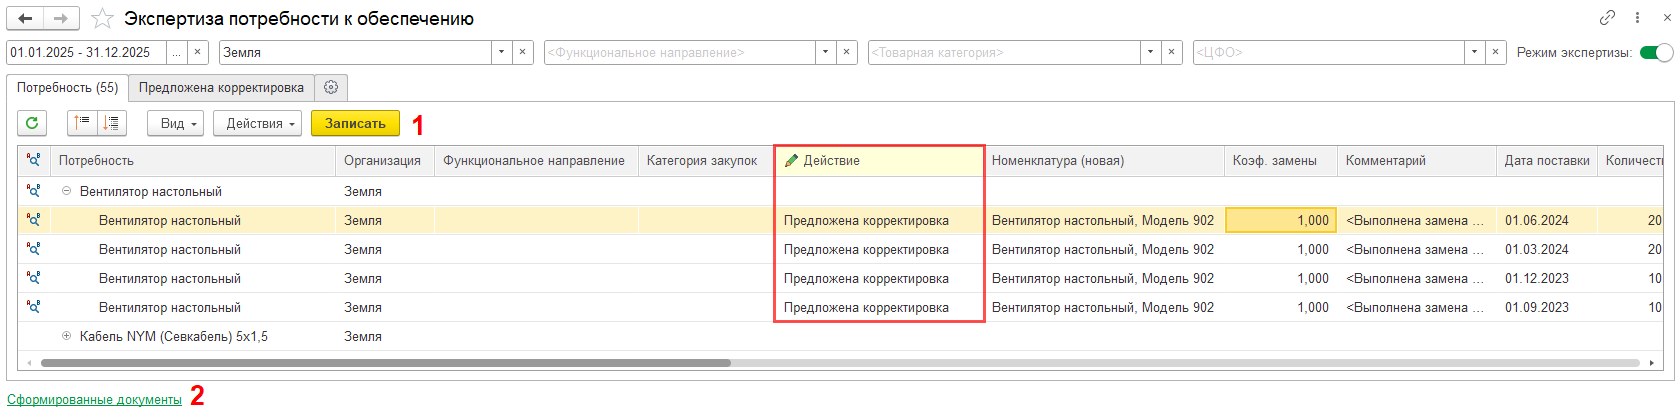 Экспертиза потребности к обеспечению
01.01.2025 - 31.12.2025 ... × Земля × <Функциональное направление> × <Товарная категория> × <ЦФО> × Режим экспертизы:
Потребность (55) Предложена корректировка
Вид Действия Записать 1
Потребность Организация Функциональное направление Категория закупок Действие Номенклатура (новая) Коэф. замены Комментарий Дата поставки Количеств
Вентилятор настольный Земля
Вентилятор настольный Земля Предложена корректировка Вентилятор настольный, Модель 902 1,000 <Выполнена замена ... 01.06.2024 20
Вентилятор настольный Земля Предложена корректировка Вентилятор настольный, Модель 902 1,000 <Выполнена замена ... 01.03.2024 20
Вентилятор настольный Земля Предложена корректировка Вентилятор настольный, Модель 902 1,000 <Выполнена замена ... 01.12.2023 10
Вентилятор настольный Земля Предложена корректировка Вентилятор настольный, Модель 902 1,000 <Выполнена замена ... 01.09.2023 10
Кабель NYM (Севкабель) 5x1,5 Земля
Сформированные документы 2